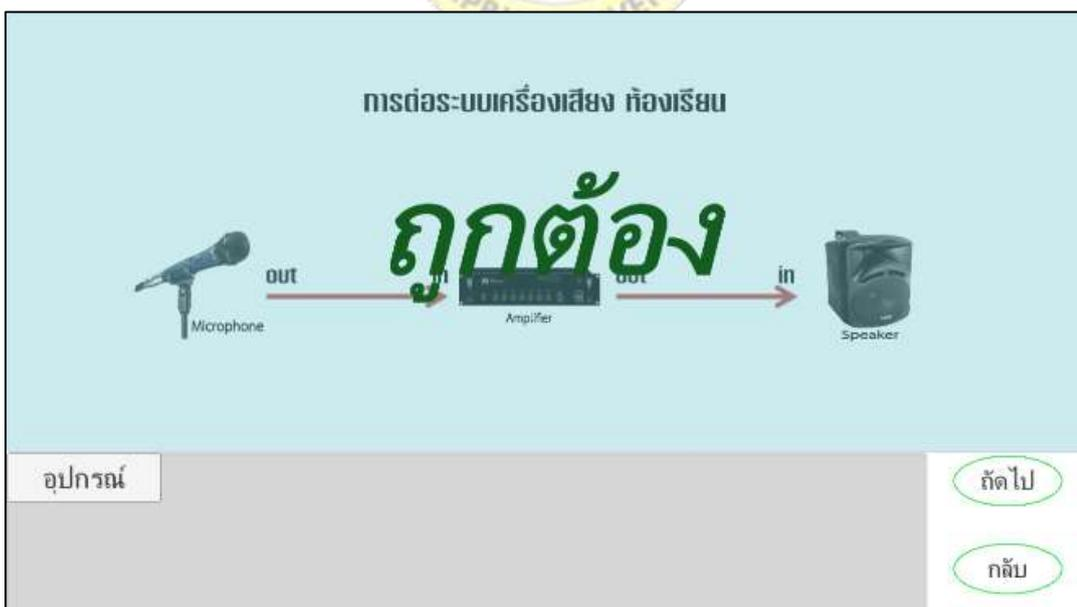 การต่อระบบเครื่องเสียง ห้องเรียน
ถูกต้อง
out in out in
Microphone
Amplifier
Speaker
อุปกรณ์
ถัดไป
กลับ